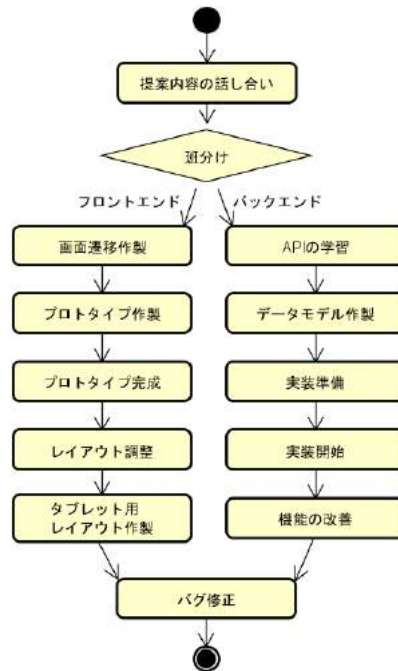 提案内容の話し合い
班分け
フロントエンド
バックエンド
画面遷移作製
APIの学習
プロトタイプ作製
データモデル作製
プロトタイプ完成
実装準備
レイアウト調整
実装開始
タブレット用
レイアウト作製
機能の改善
バグ修正